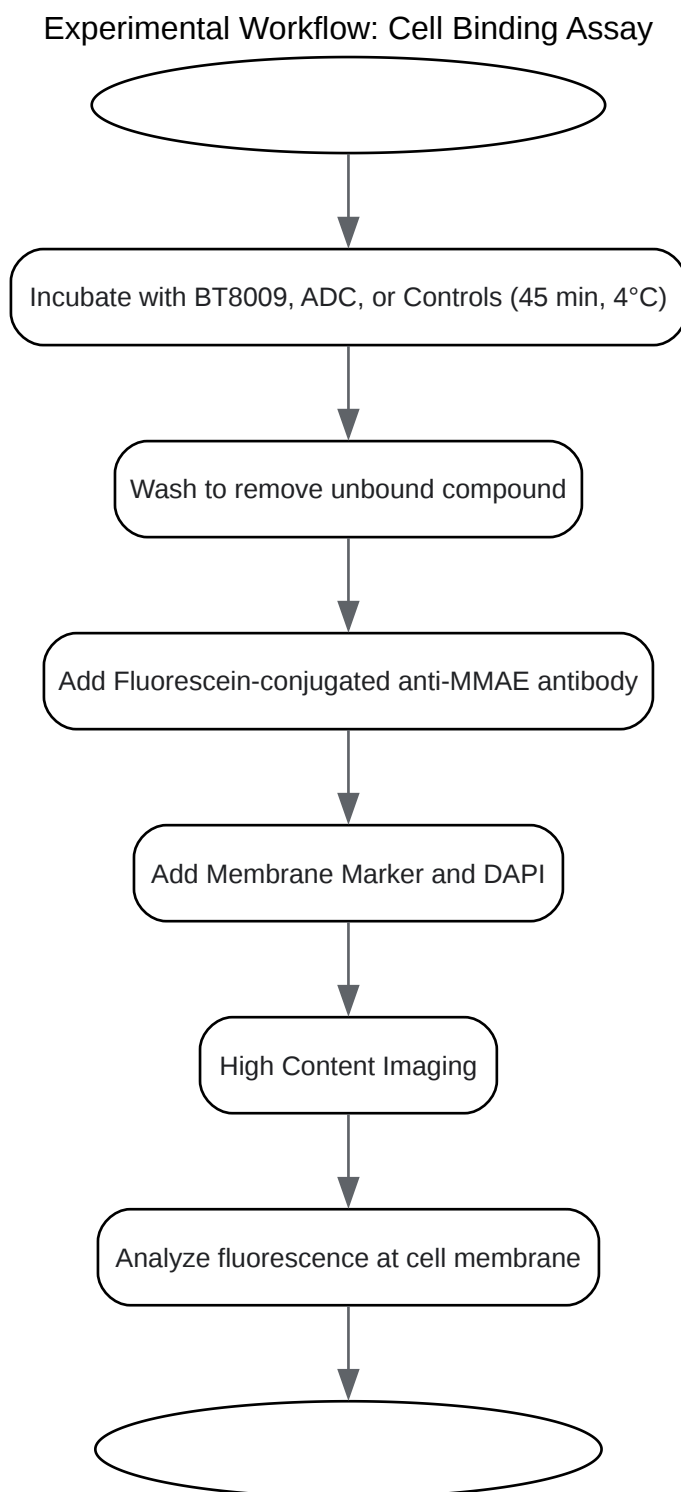 Experimental Workflow: Cell Binding Assay
Incubate with BT8009, ADC, or Controls (45 min, 4°C)
Wash to remove unbound compound
Add Fluorescein-conjugated anti-MMAE antibody
Add Membrane Marker and DAPI
High Content Imaging
Analyze fluorescence at cell membrane